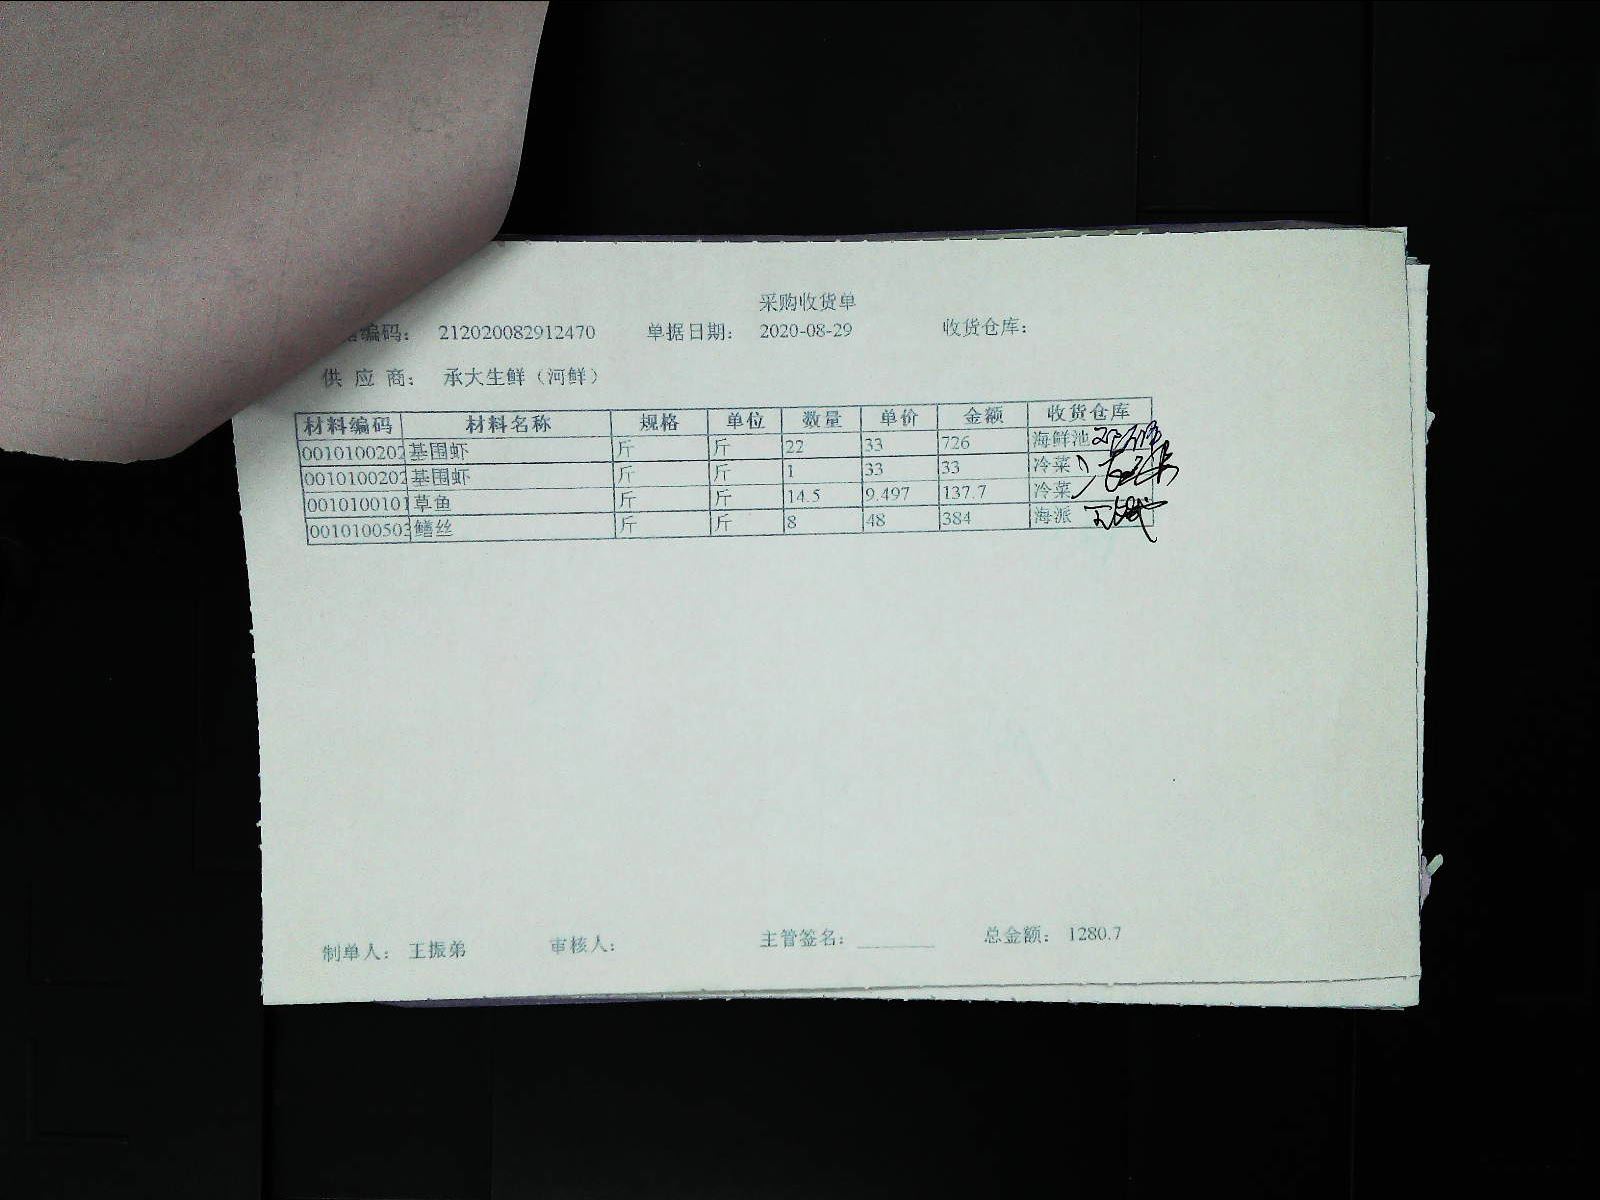 采购收货单
编码： 212020082912470 单据日期： 2020-08-29 收货仓库：
供 应 商： 承大生鲜（河鲜）
材料编码 材料名称 规格 单位 数量 单价 金额 收货仓库
0010100202 基围虾 斤 斤 22 33 726 海鲜池
0010100202 基围虾 斤 斤 1 33 33 冷菜
0010100101 草鱼 斤 斤 14.5 9.497 137.7 冷菜
0010100503 鳝丝 斤 斤 8 48 384 海派
制单人： 王振弟 审核人： 主管签名： ________ 总金额： 1280.7